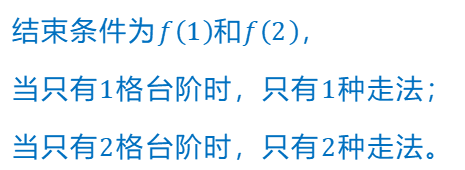 结束条件为f(1)和f(2)，
当只有1格台阶时，只有1种走法；
当只有2格台阶时，只有2种走法。